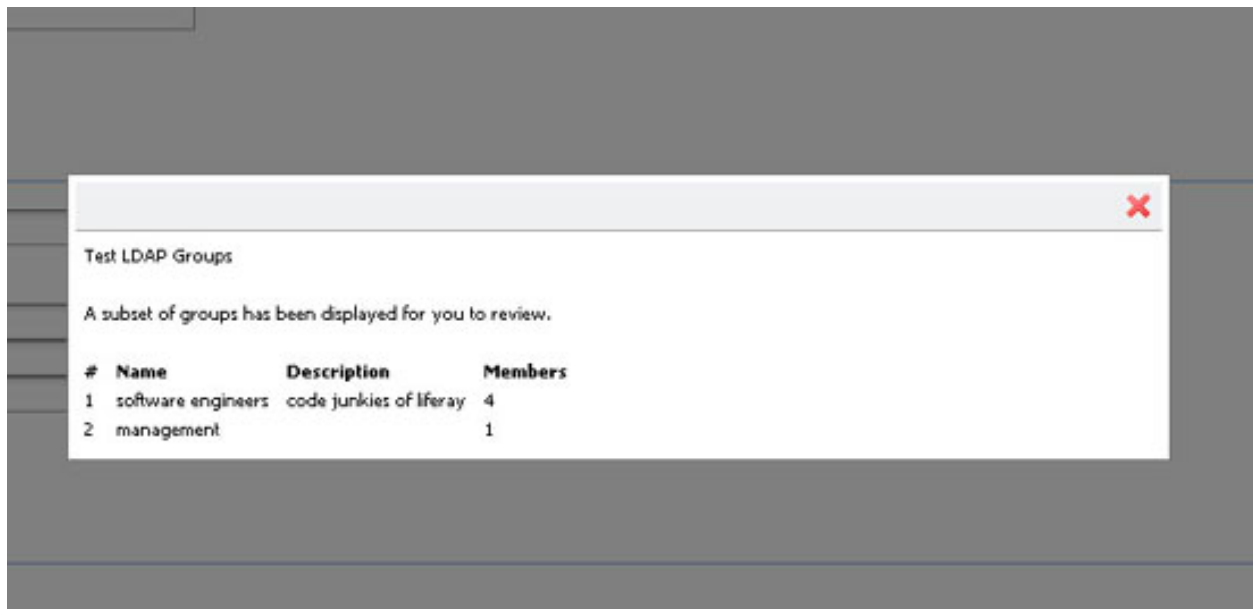 Test LDAP Groups
A subset of groups has been displayed for you to review.
# Name Description Members
1 software engineers code junkies of liferay 4
2 management 1